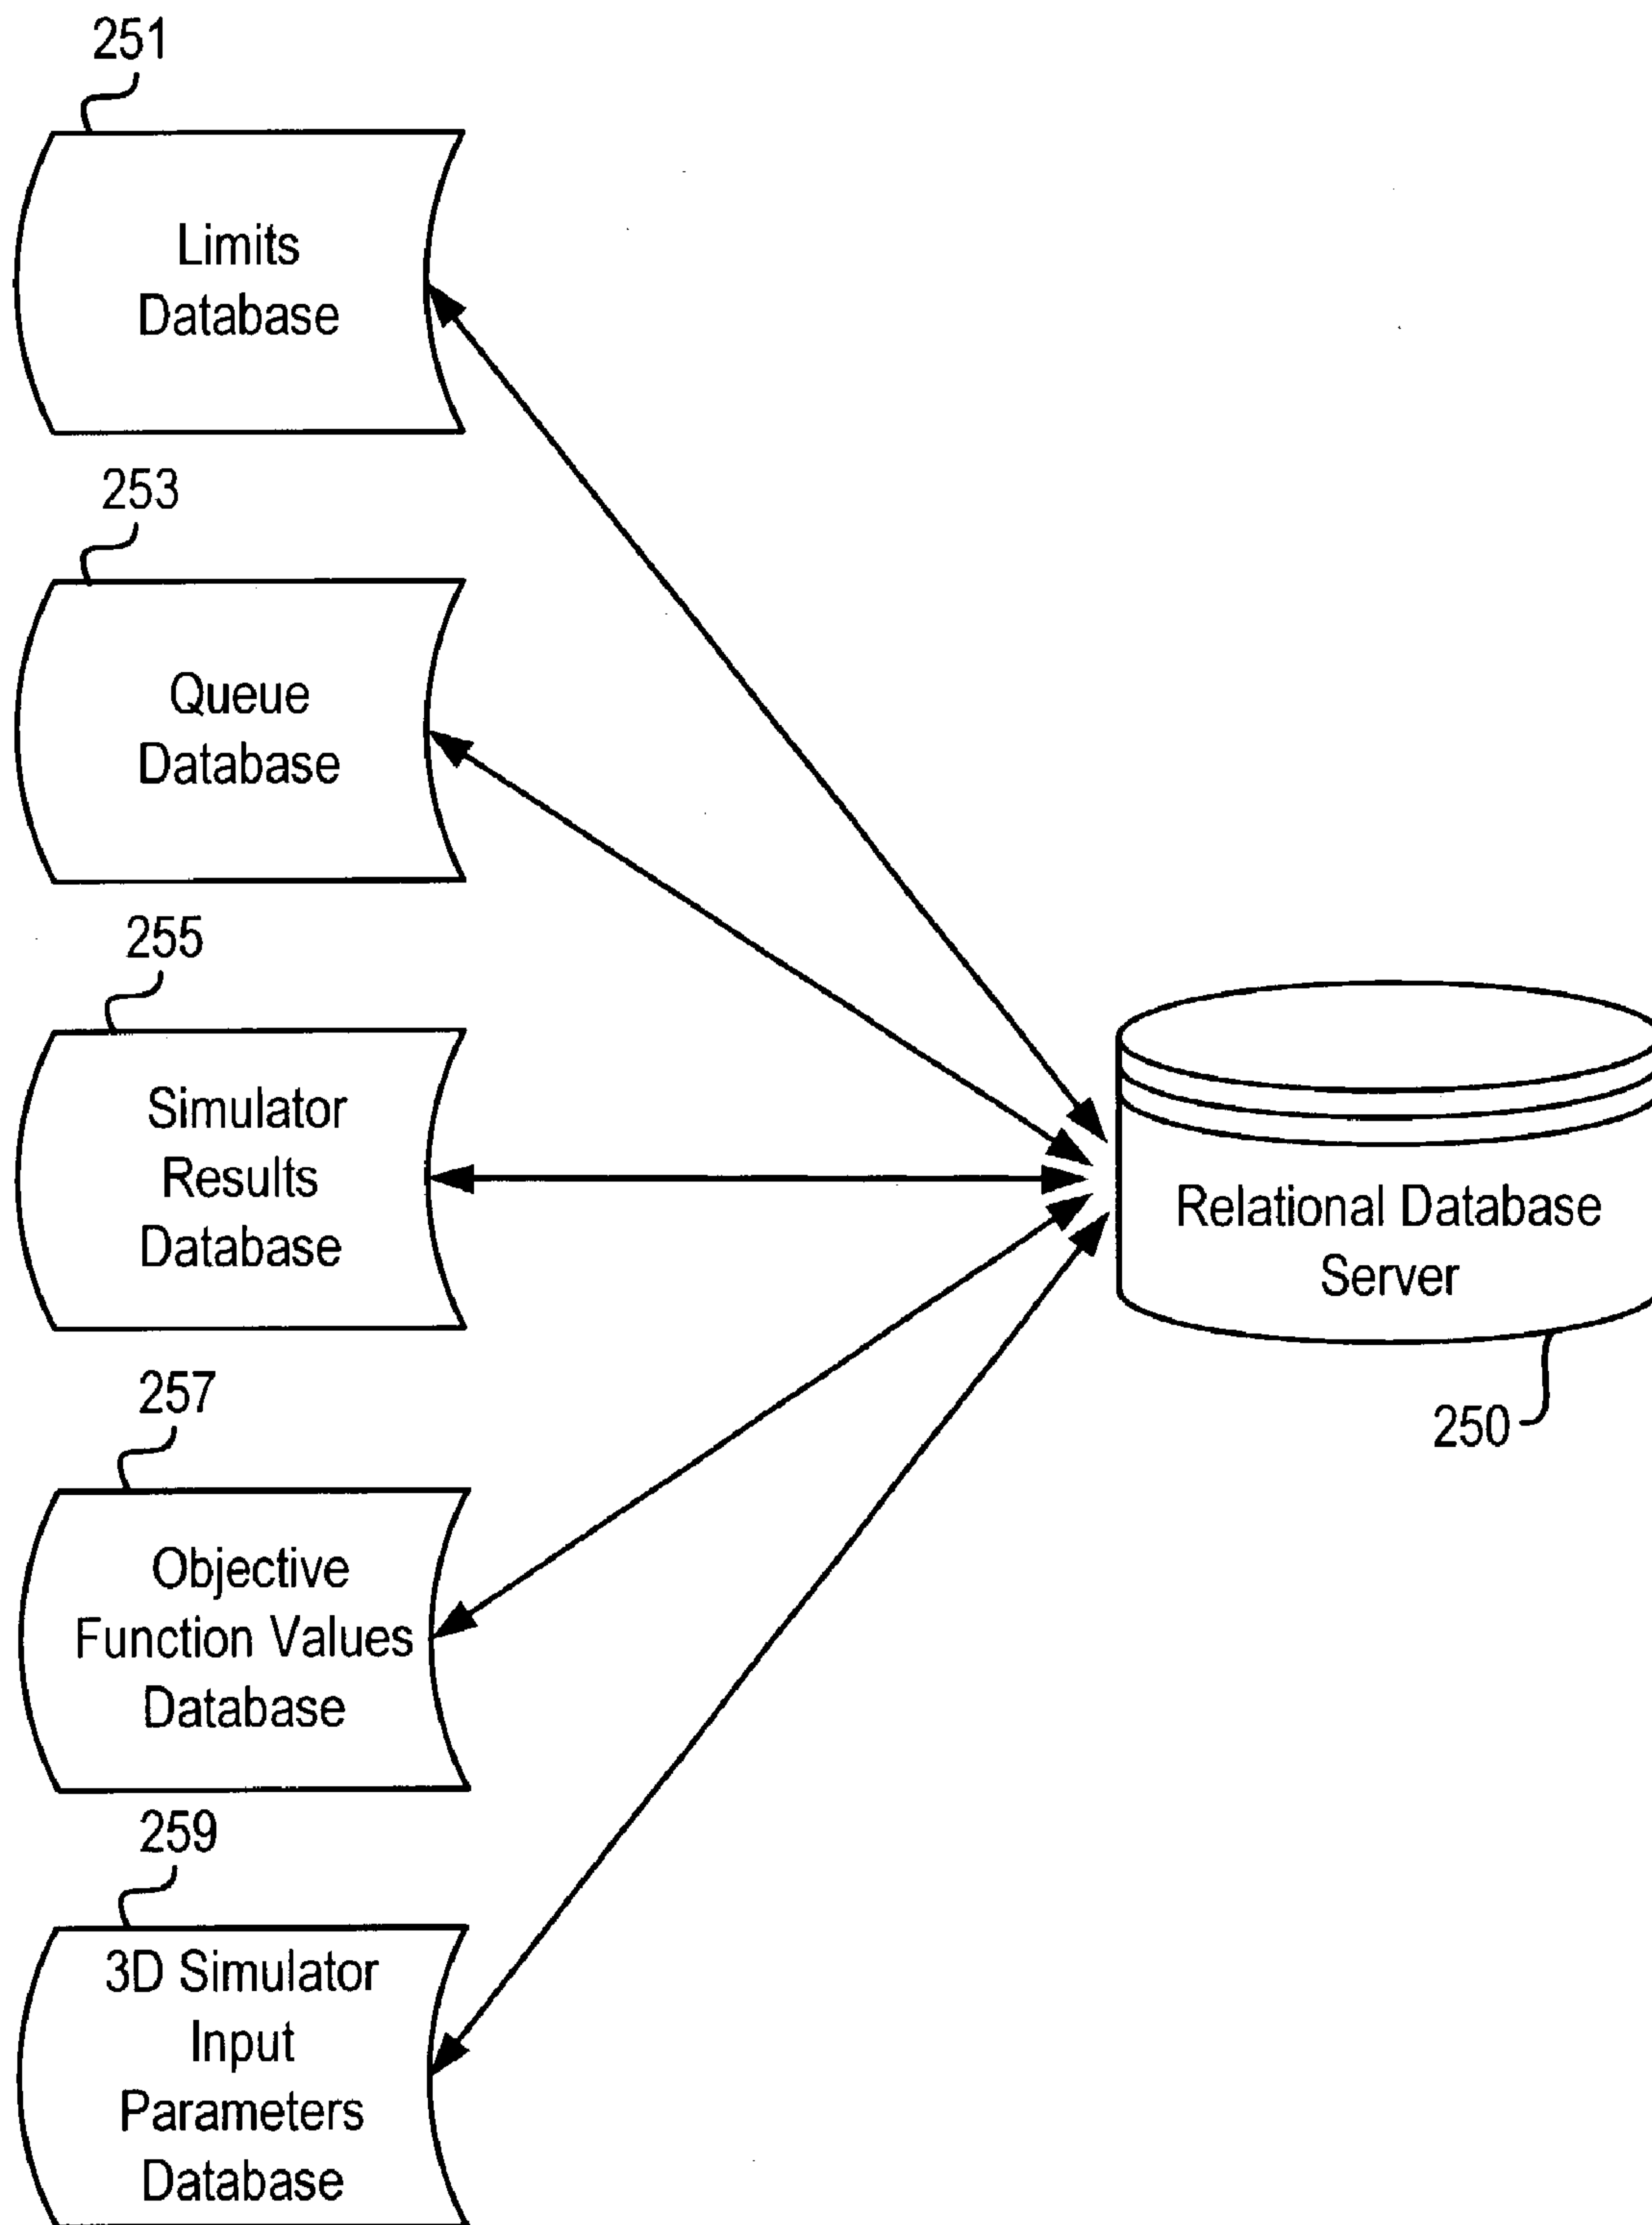 251
Limits
Database
253
Queue
Database
255
Simulator
Results
Database
Relational Database
Server
250
257
Objective
Function Values
Database
259
3D Simulator
Input
Parameters
Database